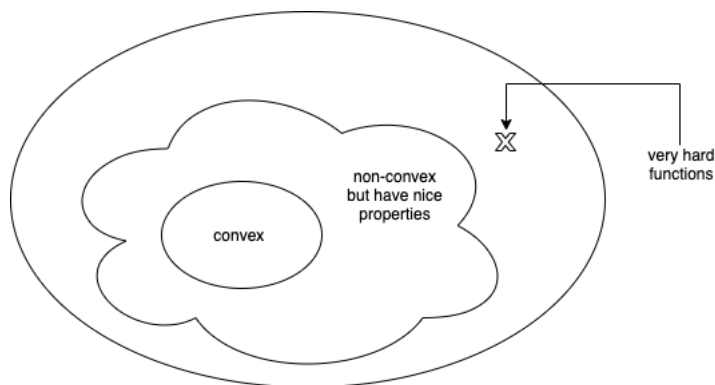 non-convex
but have nice
properties
convex
X
very hard
functions